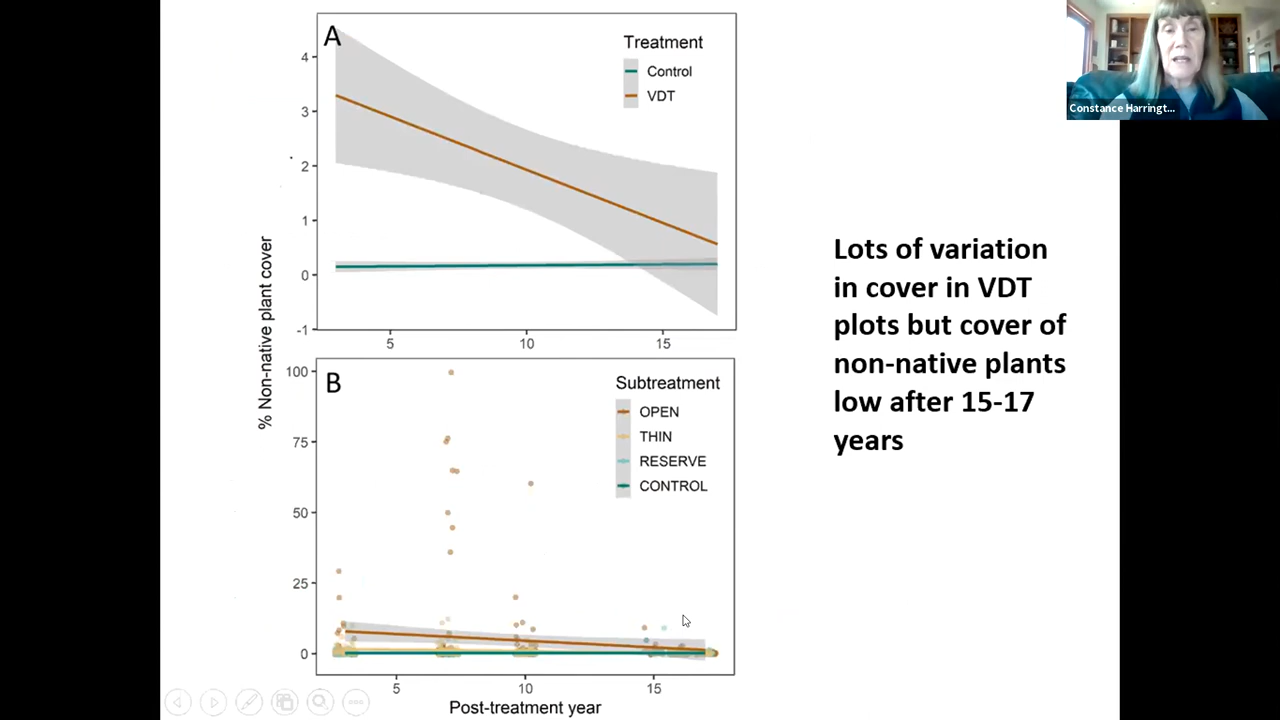 A
Treatment
Control
VDT
4
3
2
1
0
-1
5
10
15
% Non-native plant cover
B
Subtreatment
OPEN
THIN
RESERVE
CONTROL
100
75
50
25
0
5
10
15
Post-treatment year
Lots of variation
in cover in VDT
plots but cover of
non-native plants
low after 15-17
years
Constance Harringt...